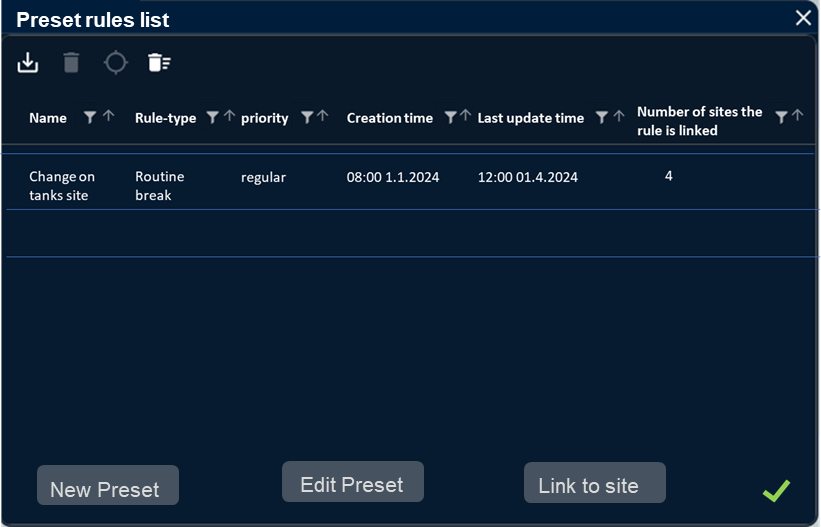 Preset rules list
Name Rule-type priority Creation time Last update time Number of sites the
rule is linked
Change on Routine regular 08:00 1.1.2024 12:00 01.4.2024 4
tanks site break
New Preset Edit Preset Link to site